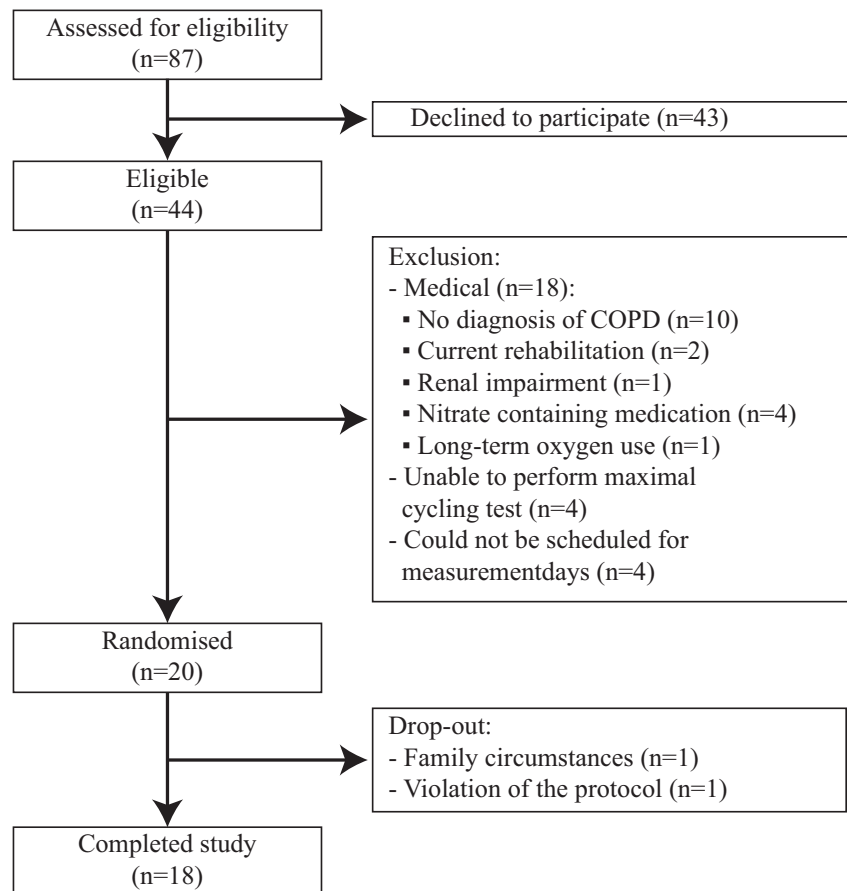 Assessed for eligibility
(n=87)
Declined to participate (n=43)
Eligible
(n=44)
Exclusion:
- Medical (n=18):
▪ No diagnosis of COPD (n=10)
▪ Current rehabilitation (n=2)
▪ Renal impairment (n=1)
▪ Nitrate containing medication (n=4)
▪ Long-term oxygen use (n=1)
- Unable to perform maximal
cycling test (n=4)
- Could not be scheduled for
measurementdays (n=4)
Randomised
(n=20)
Drop-out:
- Family circumstances (n=1)
- Violation of the protocol (n=1)
Completed study
(n=18)